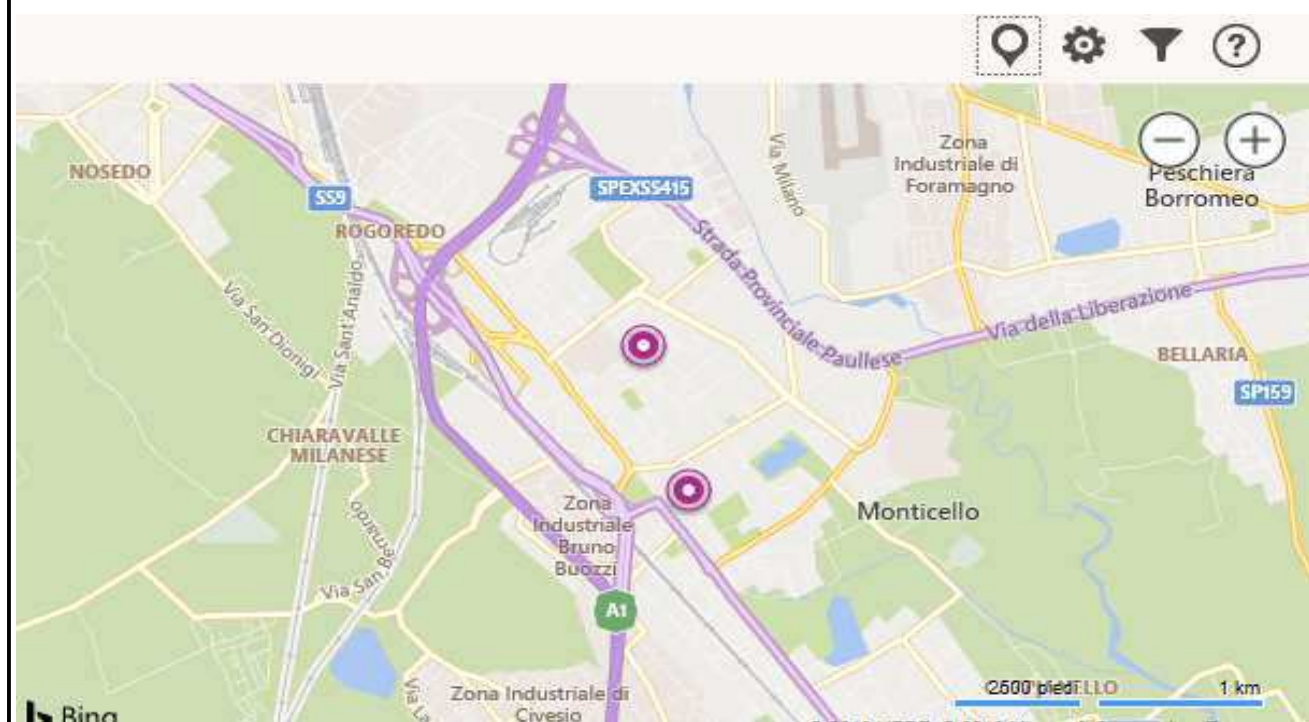 ?
Zona
Industriale di
Foramagno
Peschiera
Borromeo
NOSEDO
Via Milano
SS9
SPEXSS415
ROGOREDO
Strada Provinciale Paullese
Via Sant'Arialdo
Via San Dionigi
Via della Liberazione
BELLARIA
SP159
CHIARAVALLE
MILANESE
Monticello
Zona
Industriale
Bruno
Buozzi
Via San Bernardo
A1
2500 piedi
1 km
Zona Industriale di
Civesio
Via La
Bing